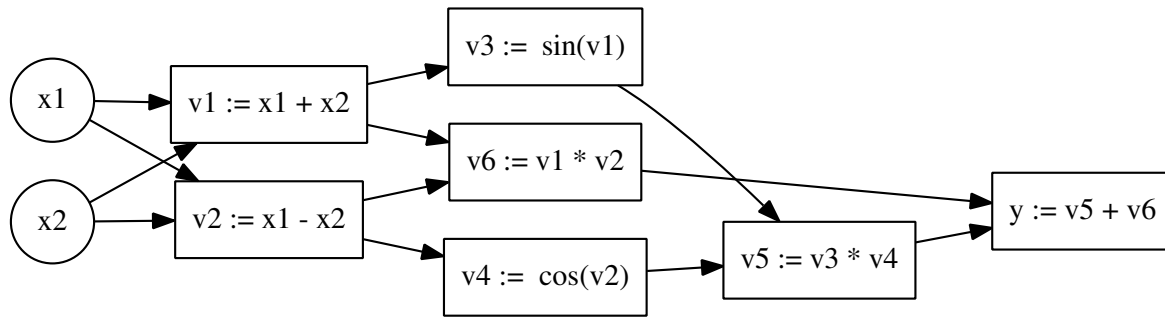 x1
x2
v1 := x1 + x2
v2 := x1 - x2
v3 :=  sin(v1)
v6 := v1 * v2
v4 :=  cos(v2)
v5 := v3 * v4
y := v5 + v6